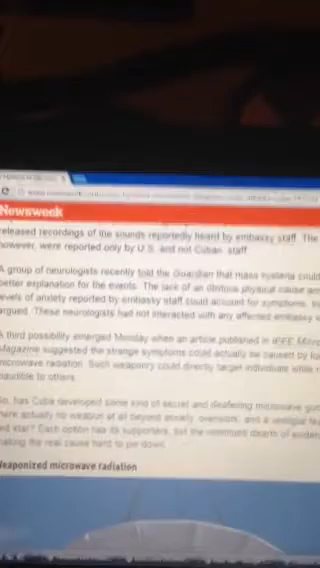 Newsweek
released recordings of the sounds reportedly heard by embassy staff. The
however, were reported only by U.S. and not Cuban staff
A group of neurologists recently told the Guardian that mass hysteria could
better explanation for the events. The lack of an obvious physical cause
levels of anxiety reported by embassy staff could account for symptoms,
argued. These neurologists had not interacted with any affected embassy
A third possibility emerged Monday when an article published in IEEE
Magazine suggested the strange symptoms could actually be caused by
microwave radiation. Such weaponry could directly target individuals while
inaudible to others
So, has Cuba developed some kind of secret and deafening microwave
there actually no weapon at all beyond anxiety, overwork, and a
Each option has its supporters, but the continued dearth of
making the real cause hard to pin down.
Weaponized microwave radiation